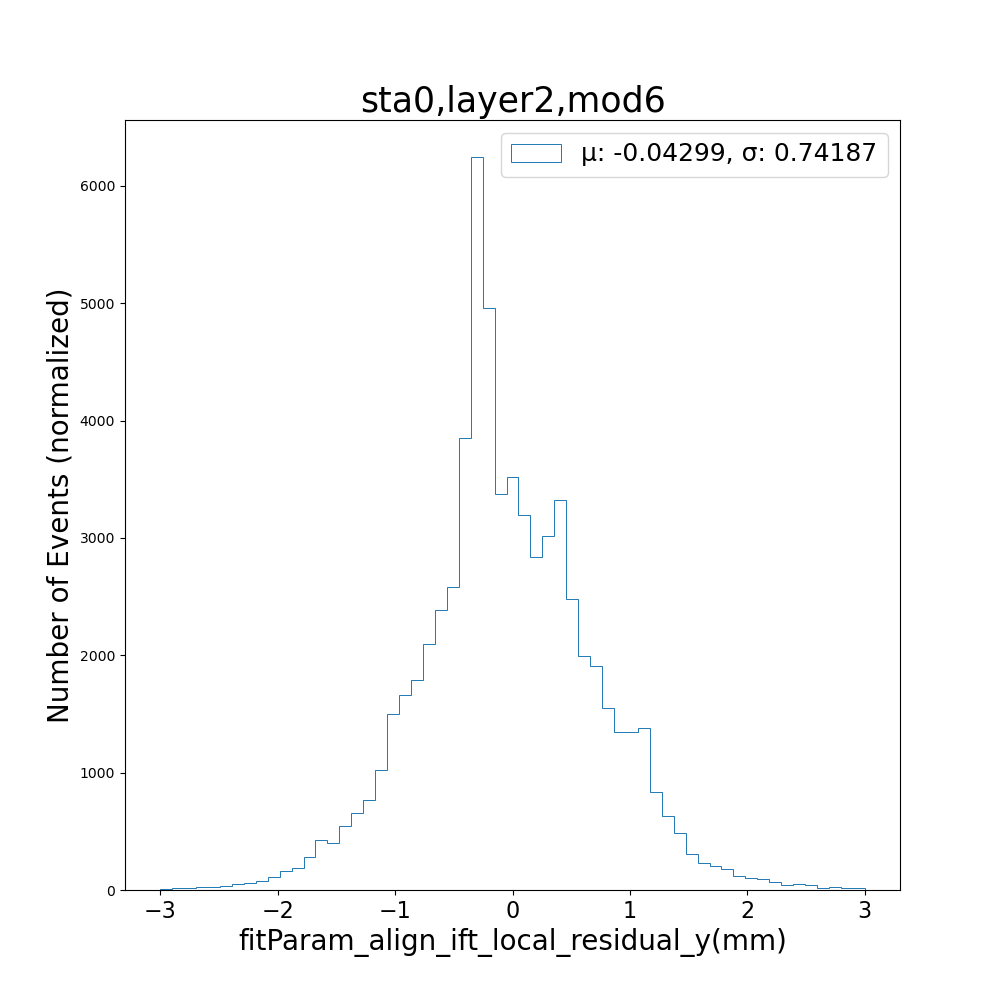 sta0,layer2,mod6
μ: -0.04299, σ: 0.74187
Number of Events (normalized)
6000
5000
4000
3000
2000
1000
0
−3 −2 −1 0 1 2 3
fitParam_align_ift_local_residual_y(mm)